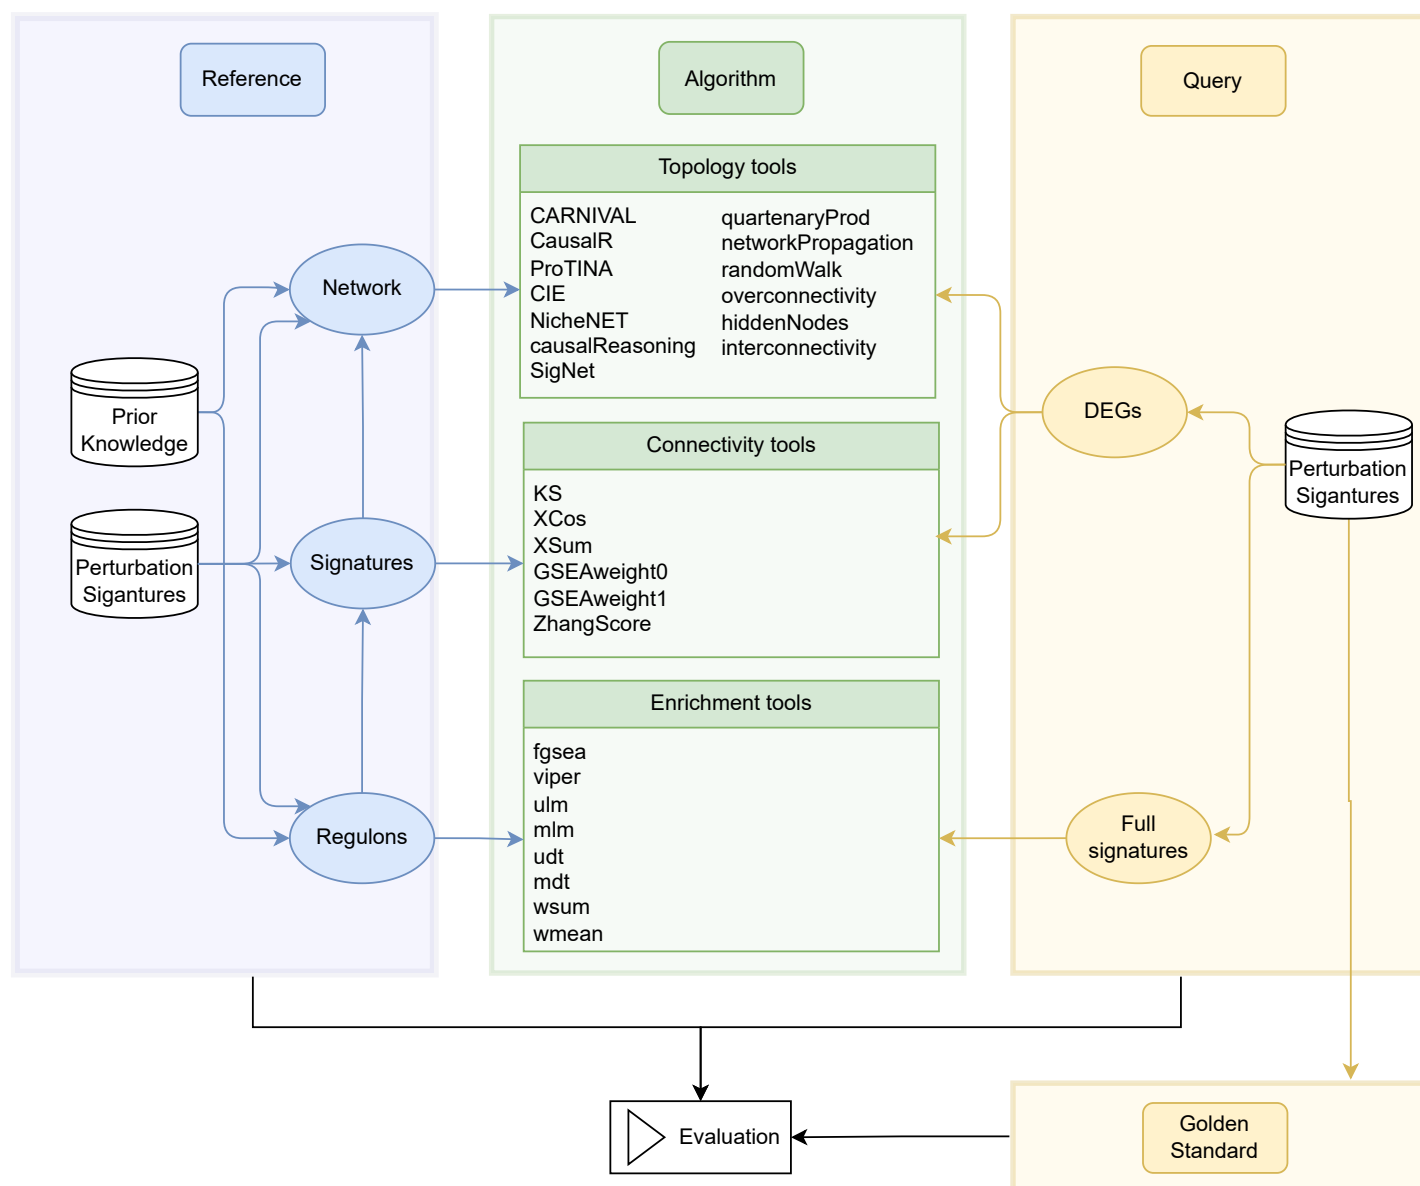 Reference
Algorithm
Query
Network
Prior
Knowledge
Perturbation
Sigantures
Signatures
Regulons
Topology tools
CARNIVAL
CausalR
ProTINA
CIE
NicheNET
causalReasoning
SigNet
quartenaryProd
networkPropagation
randomWalk
overconnectivity
hiddenNodes
interconnectivity
Connectivity tools
KS
XCos
XSum
GSEAweight0
GSEAweight1
ZhangScore
Enrichment tools
fgsea
viper
ulm
mlm
udt
mdt
wsum
wmean
DEGs
Perturbation
Sigantures
Full
signatures
Evaluation
Golden
Standard